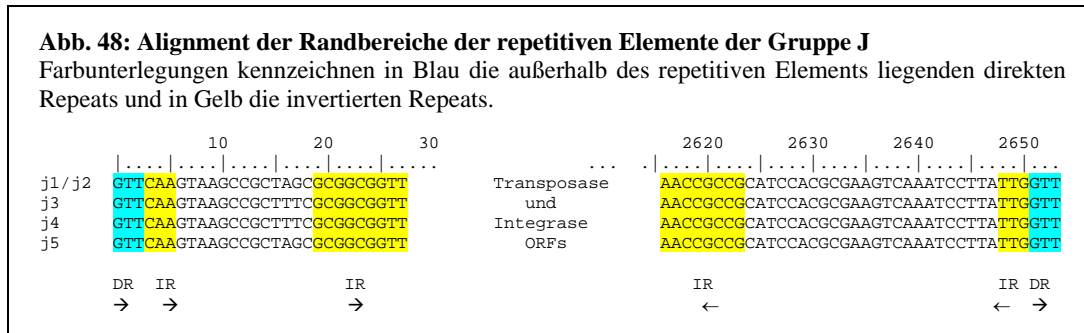 Abb. 48: Alignment der Randbereiche der repetitiven Elemente der Gruppe J
Farbunterlegungen kennzeichnen in Blau die außerhalb des repetitiven Elements liegenden direkten
Repeats und in Gelb die invertierten Repeats.
10 20 30 2620 2630 2640 2650
|....|....|....|....|....|....|.. ... .|....|....|....|....|....|....|....|..
j1/j2 GTTCAAGTAAGCCGCTAGCGCGGCGGTT Transposase AACCGCCGCATCCACGCGAAGTCAAATCCTTATTGGTT
j3 GTTCAAGTAAGCCGCTTTCGCGGCGGTT und AACCGCCGCATCCACGCGAAGTCAAATCCTTATTGGTT
j4 GTTCAAGTAAGCCGCTTTCGCGGCGGTT Integrase AACCGCCGCATCCACGCGAAGTCAAATCCTTATTGGTT
j5 GTTCAAGTAAGCCGCTAGCGCGGCGGTT ORFs AACCGCCGCATCCACGCGAAGTCAAATCCTTATTGGTT
DR IR IR IR IR DR
→ → → ← ← →